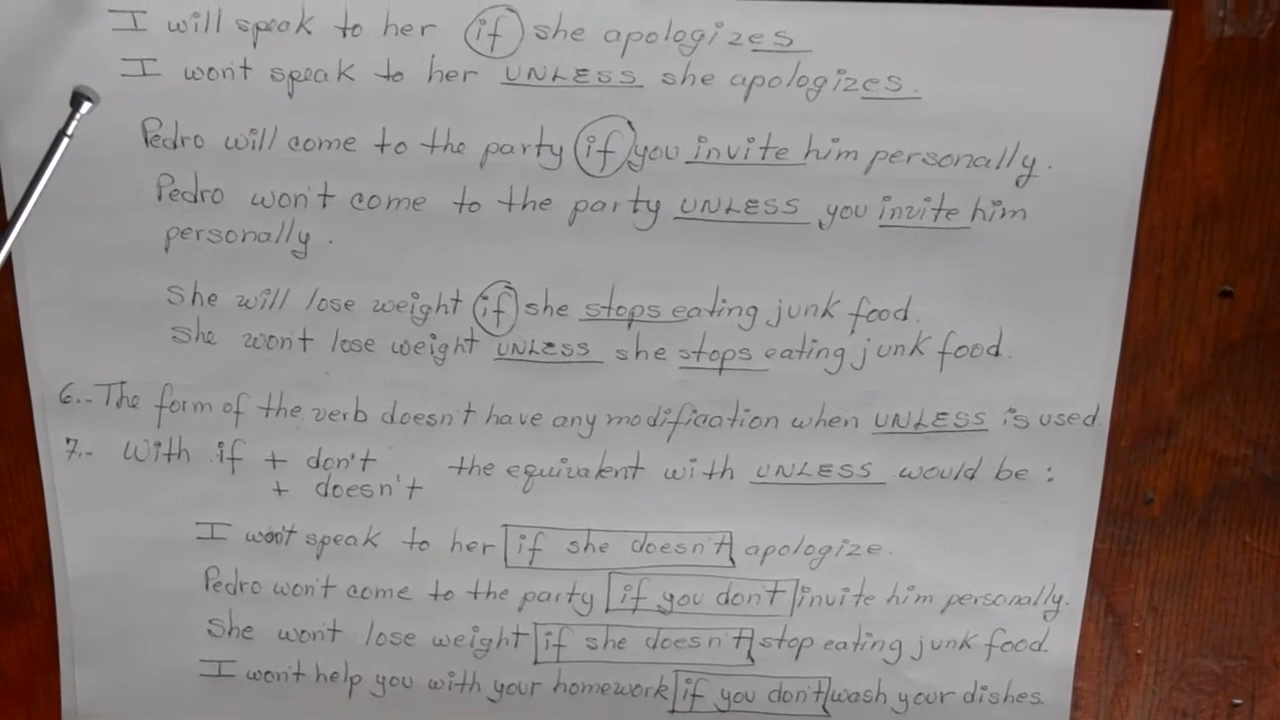 I will speak to her if she apologizes
I won't speak to her UNLESS she apologizes.
Pedro will come to the party if you invite him personally.
Pedro won't come to the party UNLESS you invite him
personally.
She will lose weight if she stops eating junk food.
She won't lose weight UNLESS she stops eating junk food.
6.- The form of the verb doesn't have any modification when UNLESS is used.
7.- With if + don't the equivalent with UNLESS would be :
+ doesn't
I won't speak to her if she doesn't apologize.
Pedro won't come to the party if you don't invite him personally.
She won't lose weight if she doesn't stop eating junk food.
I won't help you with your homework if you don't wash your dishes.